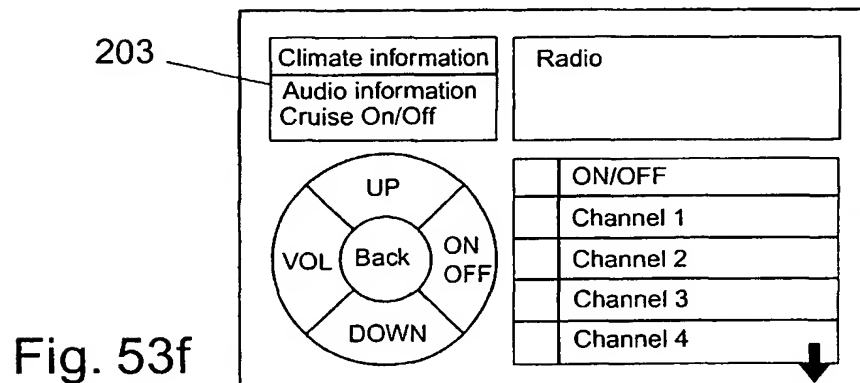 203
Climate information
Audio information
Cruise On/Off
Radio
UP
VOL
Back
ON
OFF
DOWN
ON/OFF
Channel 1
Channel 2
Channel 3
Channel 4
Fig. 53f